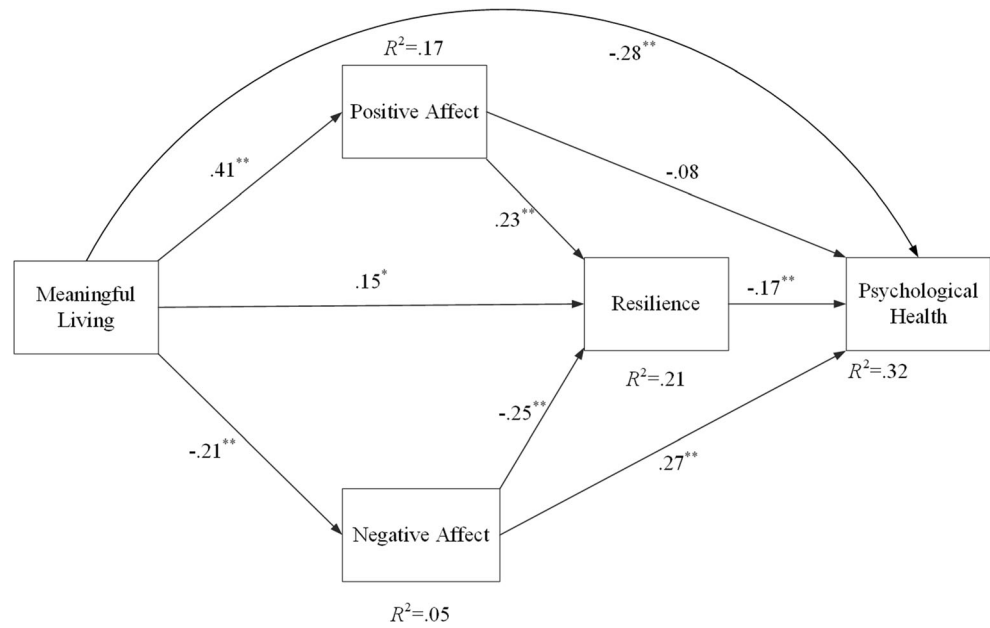 -.28**
R²=.17
Positive Affect
.41**
-.08
.23**
Meaningful
Living
.15*
Resilience
-.17**
Psychological
Health
R²=.21
R²=.32
-.21**
-.25**
.27**
Negative Affect
R²=.05